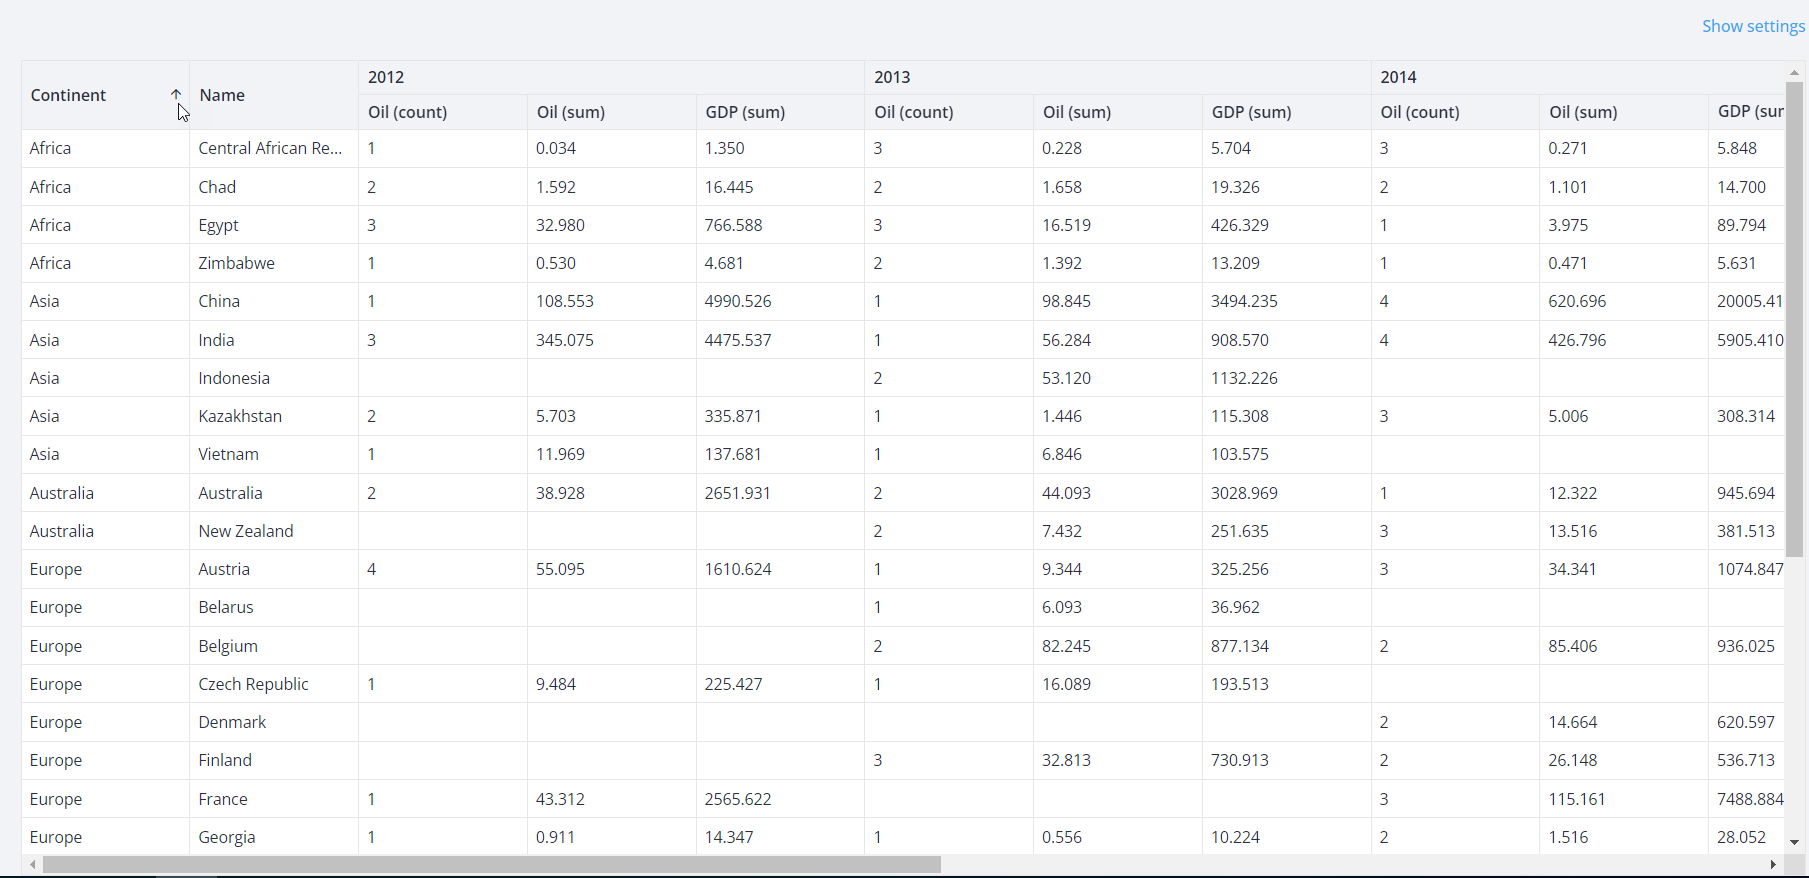 Show settings
Continent Name 2012 2013 2014
Oil (count) Oil (sum) GDP (sum) Oil (count) Oil (sum) GDP (sum) Oil (count) Oil (sum) GDP (sur
Africa Central African Re... 1 0.034 1.350 3 0.228 5.704 3 0.271 5.848
Africa Chad 2 1.592 16.445 2 1.658 19.326 2 1.101 14.700
Africa Egypt 3 32.980 766.588 3 16.519 426.329 1 3.975 89.794
Africa Zimbabwe 1 0.530 4.681 2 1.392 13.209 1 0.471 5.631
Asia China 1 108.553 4990.526 1 98.845 3494.235 4 620.696 20005.41
Asia India 3 345.075 4475.537 1 56.284 908.570 4 426.796 5905.410
Asia Indonesia 2 53.120 1132.226
Asia Kazakhstan 2 5.703 335.871 1 1.446 115.308 3 5.006 308.314
Asia Vietnam 1 11.969 137.681 1 6.846 103.575
Australia Australia 2 38.928 2651.931 2 44.093 3028.969 1 12.322 945.694
Australia New Zealand 2 7.432 251.635 3 13.516 381.513
Europe Austria 4 55.095 1610.624 1 9.344 325.256 3 34.341 1074.847
Europe Belarus 1 6.093 36.962
Europe Belgium 2 82.245 877.134 2 85.406 936.025
Europe Czech Republic 1 9.484 225.427 1 16.089 193.513
Europe Denmark 2 14.664 620.597
Europe Finland 3 32.813 730.913 2 26.148 536.713
Europe France 1 43.312 2565.622 3 115.161 7488.884
Europe Georgia 1 0.911 14.347 1 0.556 10.224 2 1.516 28.052